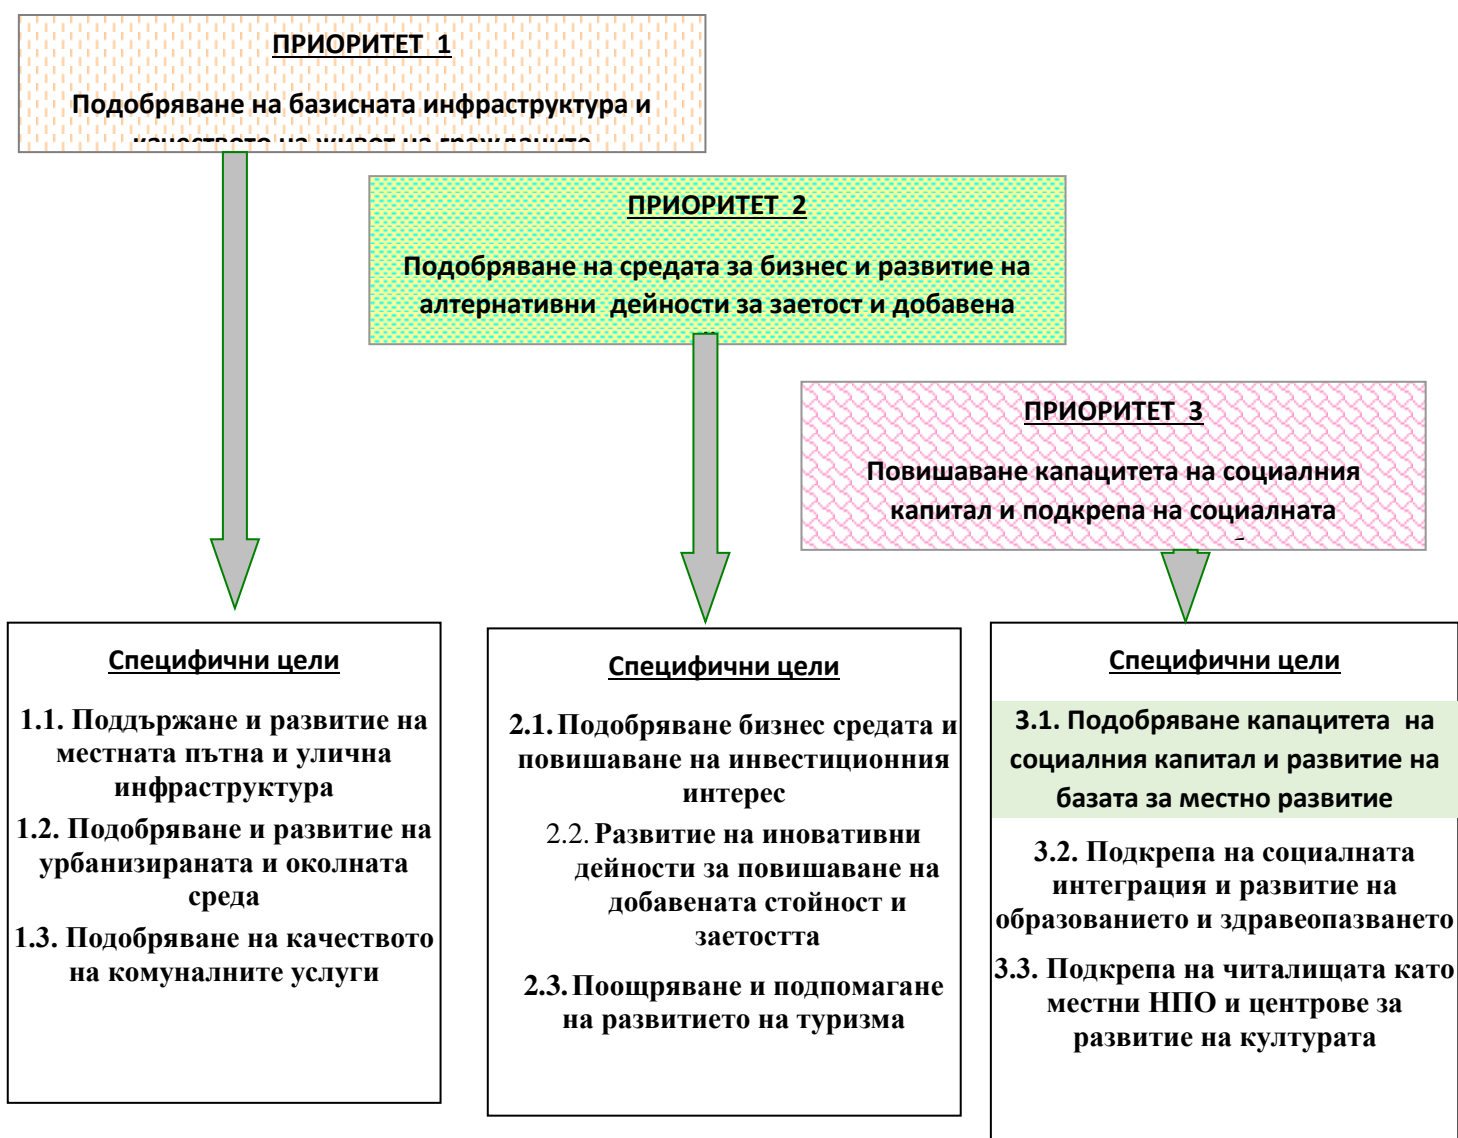 ПРИОРИТЕТ 1
Подобряване на базисната инфраструктура и
качеството на живот на гражданите
ПРИОРИТЕТ 2
Подобряване на средата за бизнес и развитие на
алтернативни дейности за заетост и добавена
ПРИОРИТЕТ 3
Повишаване капацитета на социалния
капитал и подкрепа на социалната
Специфични цели
1.1. Поддържане и развитие на
местната пътна и улична
инфраструктура
1.2. Подобряване и развитие на
урбанизираната и околната
среда
1.3. Подобряване на качеството
на комуналните услуги
Специфични цели
2.1. Подобряване бизнес средата и
повишаване на инвестиционния
интерес
2.2. Развитие на иновативни
дейности за повишаване на
добавената стойност и
заетостта
2.3. Поощряване и подпомагане
на развитието на туризма
Специфични цели
3.1. Подобряване капацитета на
социалния капитал и развитие на
базата за местно развитие
3.2. Подкрепа на социалната
интеграция и развитие на
образованието и здравеопазването
3.3. Подкрепа на читалищата като
местни НПО и центрове за
развитие на културата